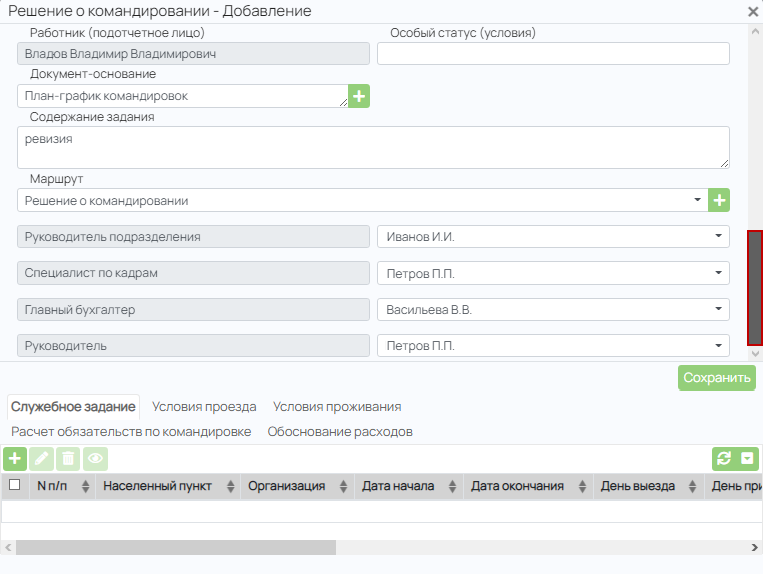 Решение о командировании - Добавление
Работник (подотчетное лицо) Особый статус (условия)
Владов Владимир Владимирович
Документ-основание
План-график командировок
Содержание задания
ревизия
Маршрут
Решение о командировании
Руководитель подразделения Иванов И.И.
Специалист по кадрам Петров П.П.
Главный бухгалтер Васильева В.В.
Руководитель Петров П.П.
Сохранить
Служебное задание Условия проезда Условия проживания
Расчет обязательств по командировке Обоснование расходов
N п/п Населенный пункт Организация Дата начала Дата окончания День выезда День при